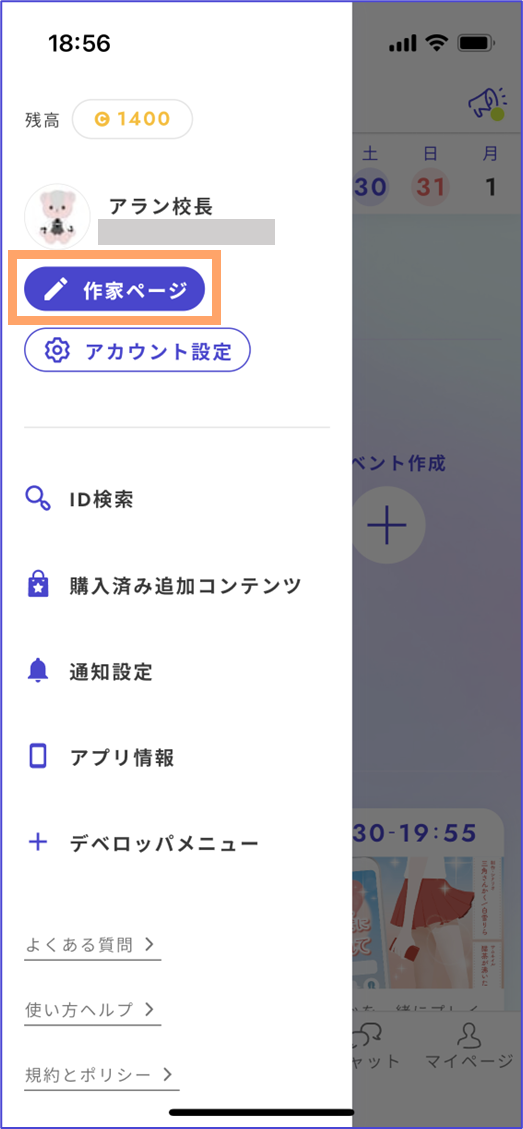 18:56
残高 1400
土 日 月
30 31 1
アラン校長
作家ページ
アカウント設定
ベント作成
ID検索
購入済み追加コンテンツ
通知設定
アプリ情報
30-19:55
デベロッパメニュー
よくある質問
使い方ヘルプ
ャット マイページ
規約とポリシー